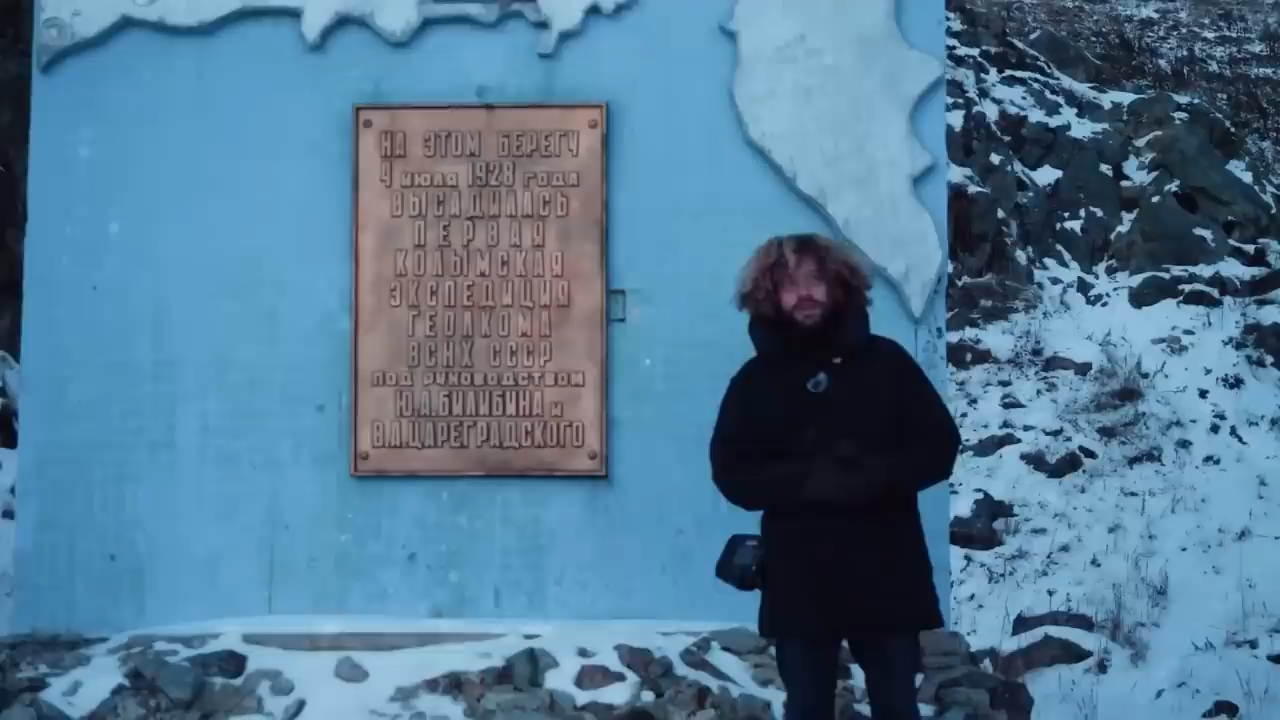 НА ЭТОМ БЕРЕГУ
4 июля 1928 года
ВЫСАДИЛАСЬ
ПЕРВАЯ
КОЛЫМСКАЯ
ЭКСПЕДИЦИЯ
ГЕОЛКОМА
ВСНХ СССР
ПОД РУКОВОДСТВОМ
Ю.А.БИЛИБИНА и
В.А.ЦАРЕГРАДСКОГО